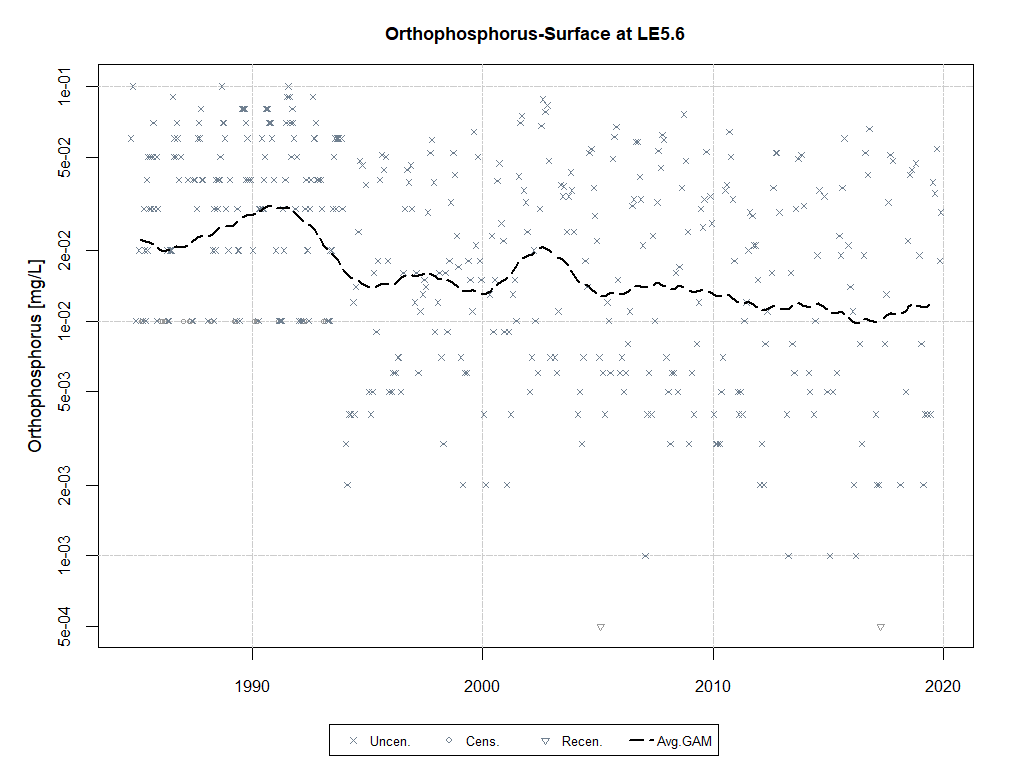 Orthophosphorus-Surface at LE5.6
Orthophosphorus [mg/L]
1e-01
5e-02
2e-02
1e-02
5e-03
2e-03
1e-03
5e-04
1990 2000 2010 2020
Uncen. Cens. Recen. Avg.GAM